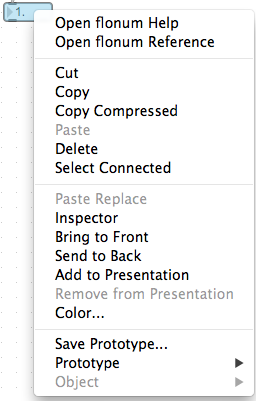 1.
Open flonum Help
Open flonum Reference
Cut
Copy
Copy Compressed
Paste
Delete
Select Connected
Paste Replace
Inspector
Bring to Front
Send to Back
Add to Presentation
Remove from Presentation
Color...
Save Prototype...
Prototype
Object